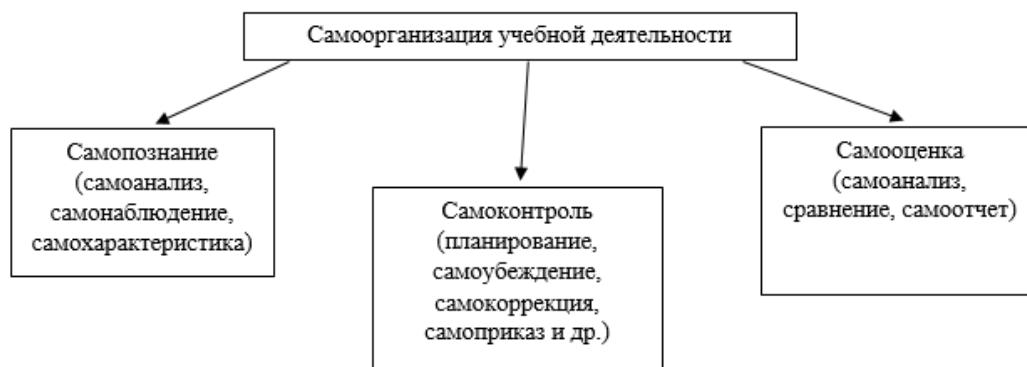 Самоорганизация учебной деятельности
Самопознание
(самоанализ,
самонаблюдение,
самохарактеристика)
Самоконтроль
(планирование,
самоубеждение,
самокоррекция,
самоприказ и др.)
Самооценка
(самоанализ,
сравнение, самоотчет)